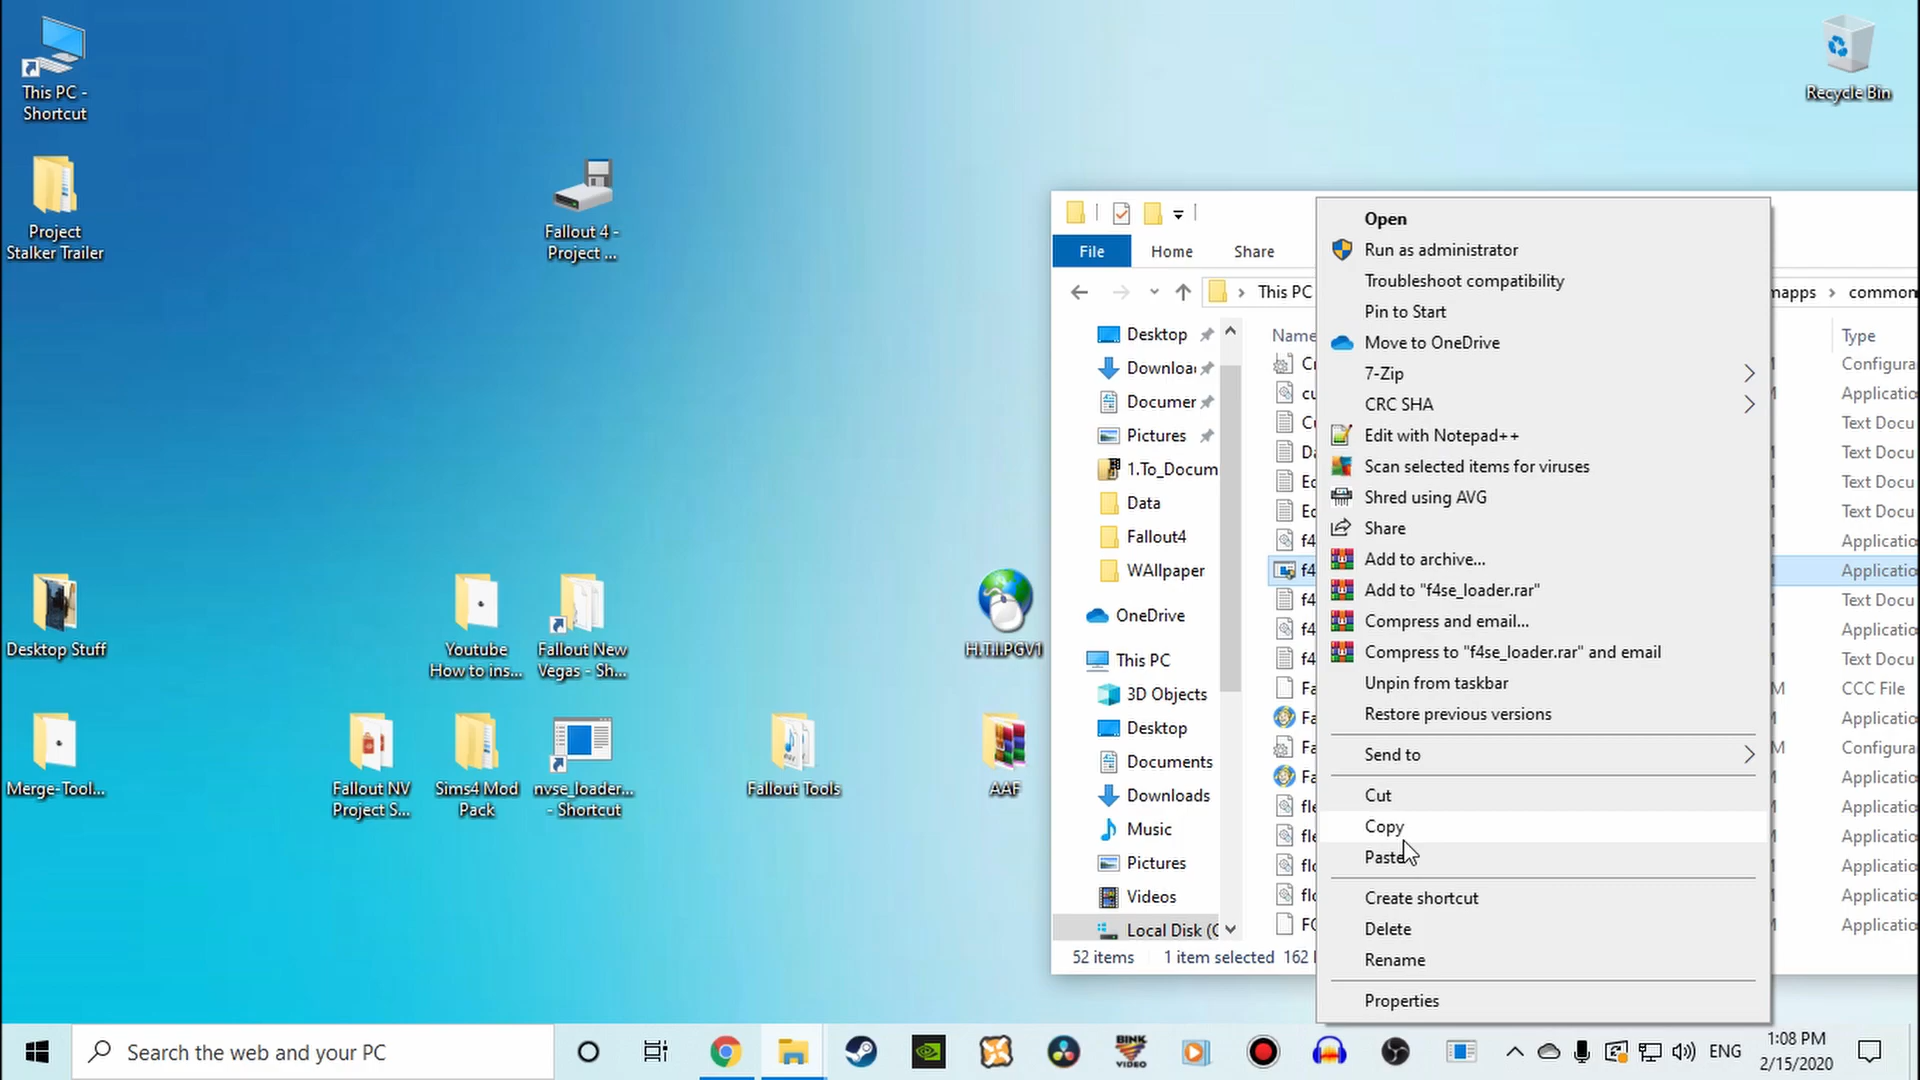 This PC -
Shortcut
Recycle Bin
Project
Stalker Trailer
Fallout 4 -
Project ...
Desktop Stuff
Youtube
How to ins...
Fallout New
Vegas - Sh...
H.T.I.PGV1
Merge-Tool...
Fallout NV
Project S...
Sims4 Mod
Pack
nvse_loader...
- Shortcut
Fallout Tools
AAF
File
Home
Share
This PC
mapps
common
Desktop
Downloa
Documer
Pictures
1.To_Docum
Data
Fallout4
WAllpaper
OneDrive
This PC
3D Objects
Desktop
Documents
Downloads
Music
Pictures
Videos
Local Disk (C
Name
Type
Configura
Applicatio
Text Docu
Text Docu
Text Docu
Text Docu
Applicatio
Applicatio
Text Docu
Applicatio
Text Docu
CCC File
Applicatio
Configura
Applicatio
Applicatio
Applicatio
Applicatio
Applicatio
Applicatio
52 items
1 item selected
162
Open
Run as administrator
Troubleshoot compatibility
Pin to Start
Move to OneDrive
7-Zip
CRC SHA
Edit with Notepad++
Scan selected items for viruses
Shred using AVG
Share
Add to archive...
Add to "f4se_loader.rar"
Compress and email...
Compress to "f4se_loader.rar" and email
Unpin from taskbar
Restore previous versions
Send to
Cut
Copy
Paste
Create shortcut
Delete
Rename
Properties
Search the web and your PC
BINK
VIDEO
ENG
1:08 PM
2/15/2020